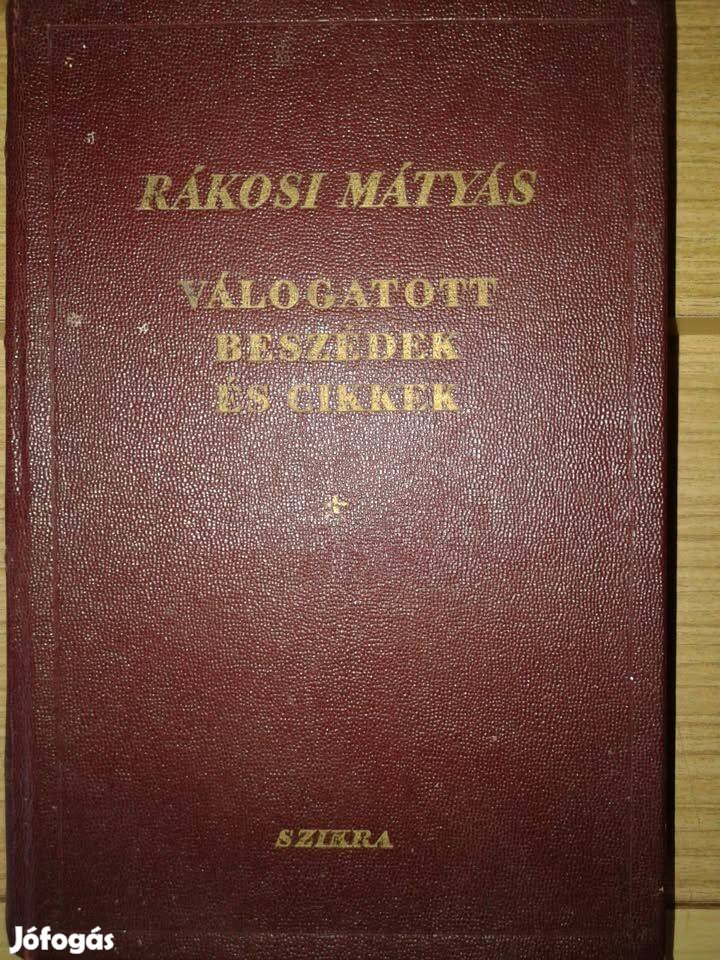 RÁKOSI MÁTYÁS
VÁLOGATOTT
BESZÉDEK
ÉS CIKKEK
SZIKRA
Jófogás